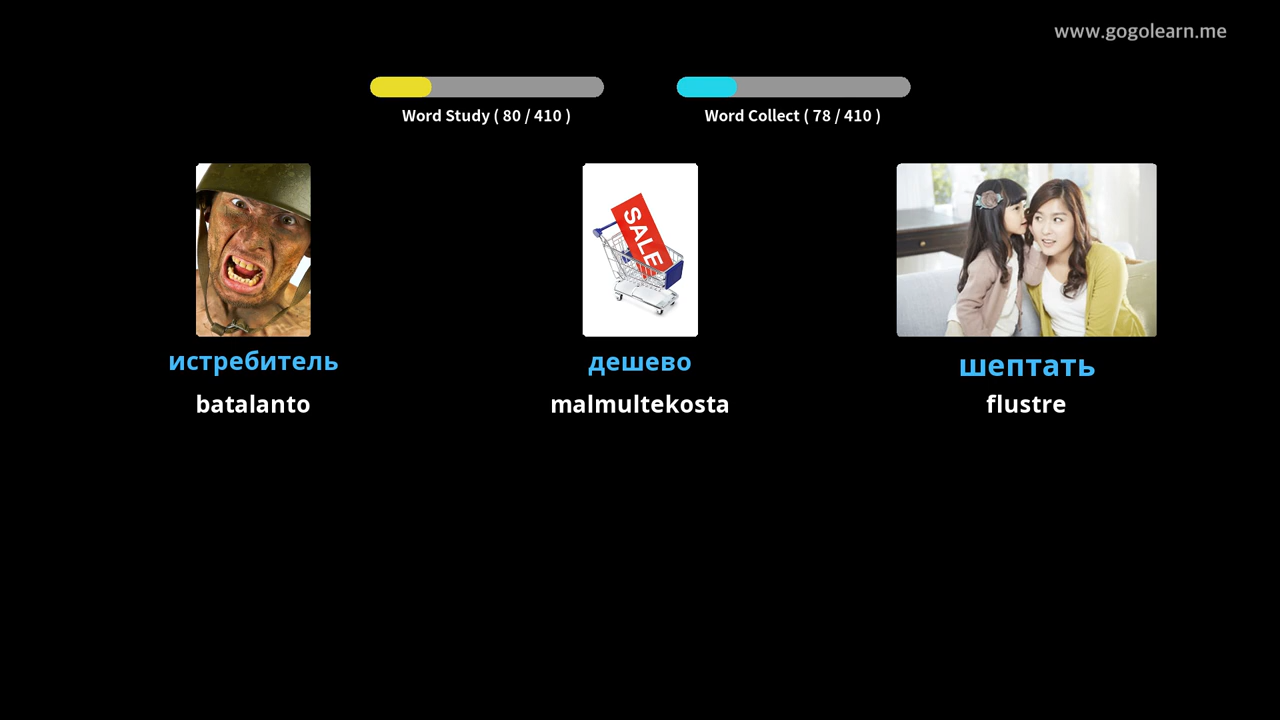 www.gogolearn.me
Word Study ( 80 / 410 )
Word Collect ( 78 / 410 )
SALE
истребитель
дешево
шептать
batalanto
malmultekosta
flustre